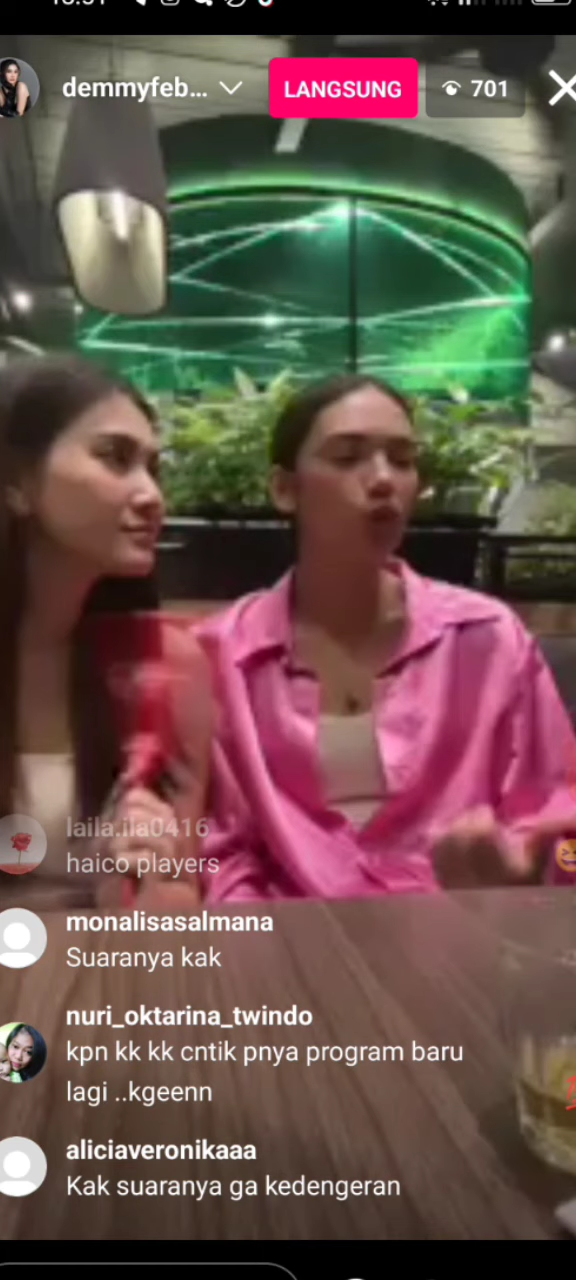 demmyfeb...
LANGSUNG
701
laila.ila0416
haico players
monalisasalmana
Suaranya kak
nuri_oktarina_twindo
kpn kk kk cntik pnya program baru
lagi ..kgeenn
aliciaveronikaaa
Kak suaranya ga kedengeran